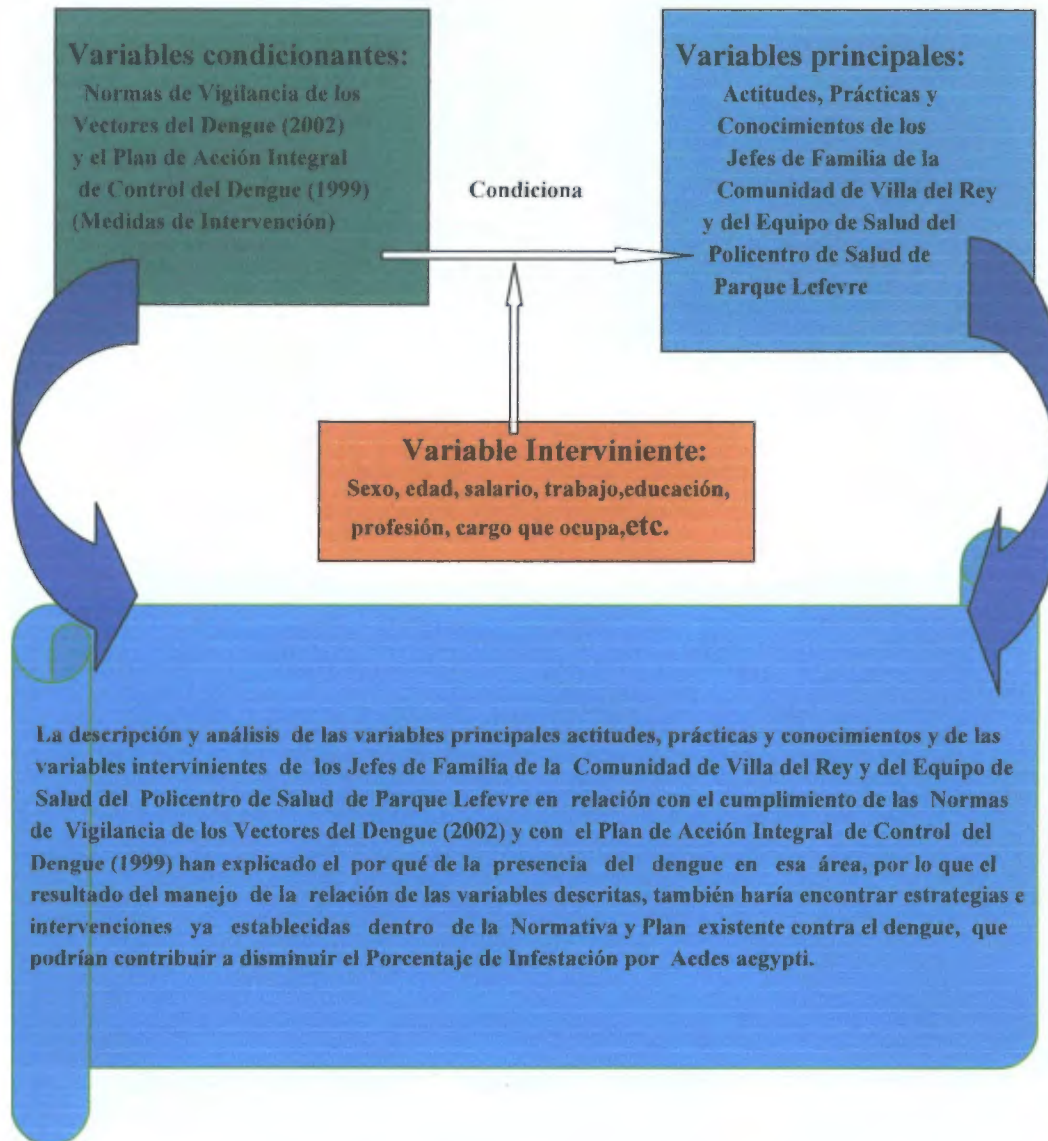 Variables condicionantes:
Normas de Vigilancia de los
Vectores del Dengue (2002)
y el Plan de Acción Integral
de Control del Dengue (1999)
(Medidas de Intervención)
Condiciona
Variables principales:
Actitudes, Prácticas y
Conocimientos de los
Jefes de Familia de la
Comunidad de Villa del Rey
y del Equipo de Salud del
Policentro de Salud de
Parque Lefevre
Variable Interviniente:
Sexo, edad, salario, trabajo,educación,
profesión, cargo que ocupa,etc.
La descripción y análisis de las variables principales actitudes, prácticas y conocimientos y de las
variables intervinientes de los Jefes de Familia de la Comunidad de Villa del Rey y del Equipo de
Salud del Policentro de Salud de Parque Lefevre en relación con el cumplimiento de las Normas
de Vigilancia de los Vectores del Dengue (2002) y con el Plan de Acción Integral de Control del
Dengue (1999) han explicado el por qué de la presencia del dengue en esa área, por lo que el
resultado del manejo de la relación de las variables descritas, también haría encontrar estrategias e
intervenciones ya establecidas dentro de la Normativa y Plan existente contra el dengue, que
podrían contribuir a disminuir el Porcentaje de Infestación por Aedes aegypti.